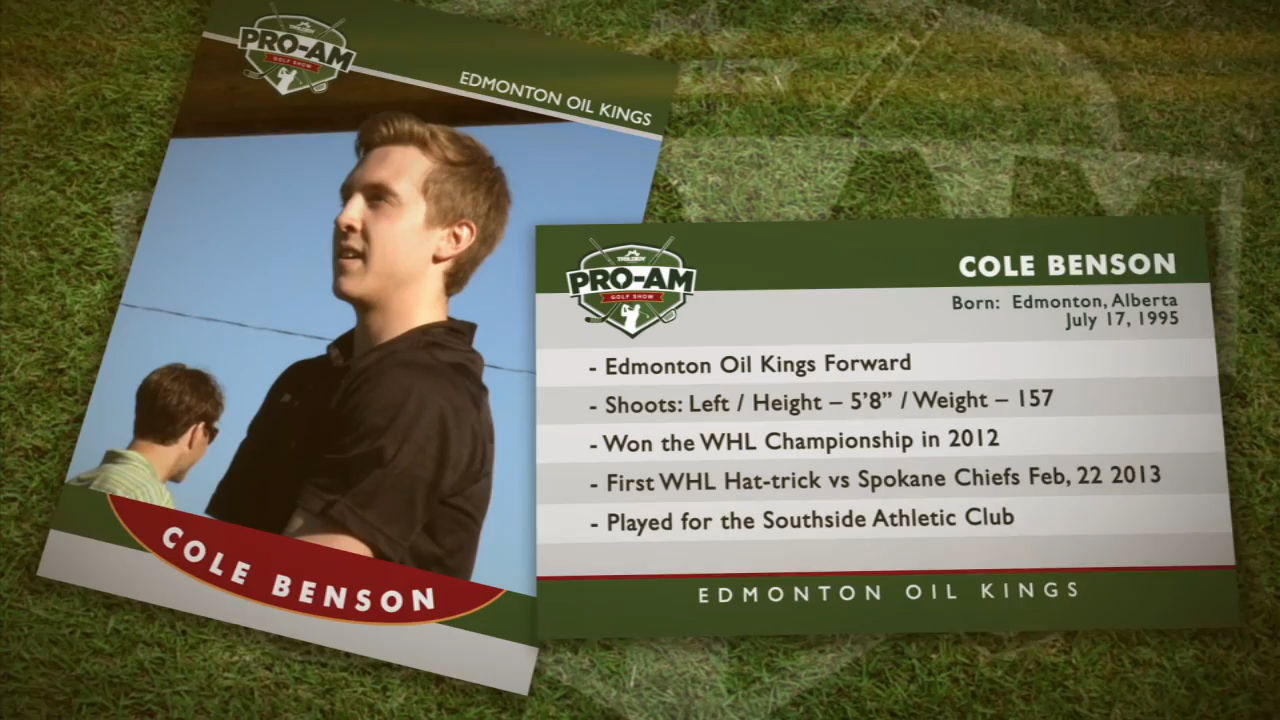 PRO-AM
GOLF SHOW
EDMONTON OIL KINGS
COLE BENSON
TRILOGY
PRO-AM
GOLF SHOW
COLE BENSON
Born: Edmonton, Alberta
July 17, 1995
- Edmonton Oil Kings Forward
- Shoots: Left / Height – 5'8" / Weight – 157
- Won the WHL Championship in 2012
- First WHL Hat-trick vs Spokane Chiefs Feb, 22 2013
- Played for the Southside Athletic Club
EDMONTON OIL KINGS